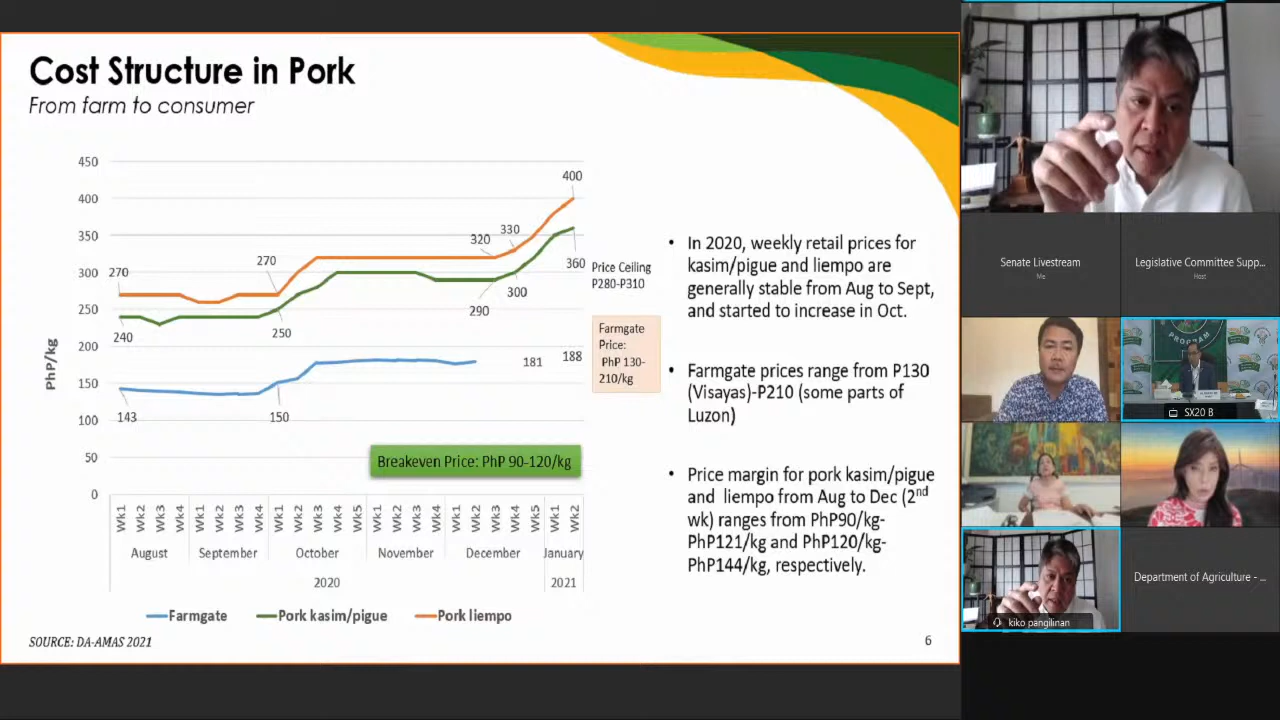 Cost Structure in Pork
From farm to consumer
PhP/kg
450
400
350
300
250
200
150
100
50
0
270
240
143
270
250
150
320
330
290
300
400
360
181
188
Price Ceiling
P280-P310
Farmgate
Price:
PhP 130-
210/kg
Breakeven Price: PhP 90-120/kg
Wk1 Wk2 Wk3 Wk4 Wk1 Wk2 Wk3 Wk4 Wk1 Wk2 Wk3 Wk4 Wk5 Wk1 Wk2 Wk3 Wk4 Wk1 Wk2 Wk3 Wk4 Wk5 Wk1 Wk2
August September October November December January
2020 2021
Farmgate Pork kasim/pigue Pork liempo
SOURCE: DA-AMAS 2021
• In 2020, weekly retail prices for
kasim/pigue and liempo are
generally stable from Aug to Sept,
and started to increase in Oct.
• Farmgate prices range from P130
(Visayas)-P210 (some parts of
Luzon)
• Price margin for pork kasim/pigue
and liempo from Aug to Dec (2nd
wk) ranges from PhP90/kg-
PhP121/kg and PhP120/kg-
PhP144/kg, respectively.
6
Senate Livestream
Me
Legislative Committee Supp...
Host
PROGRAM
SX20 B
kiko pangilinan
Department of Agriculture - ...